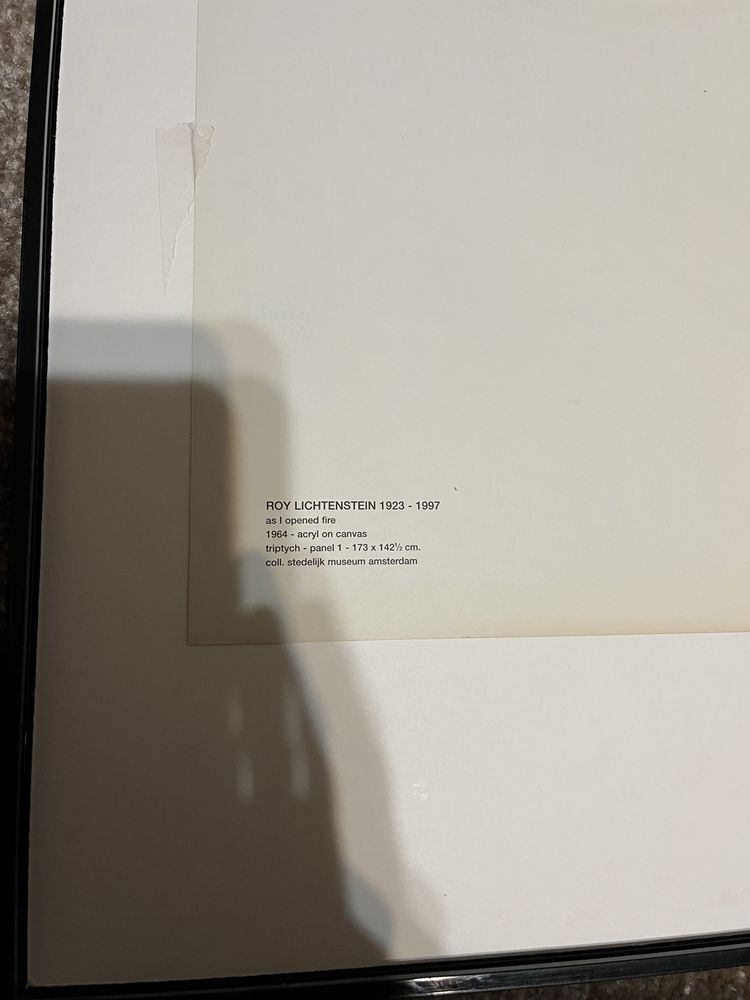 ROY LICHTENSTEIN 1923 - 1997
as I opened fire
1964 - acryl on canvas
triptych - panel 1 - 173 x 142½ cm.
coll. stedelijk museum amsterdam